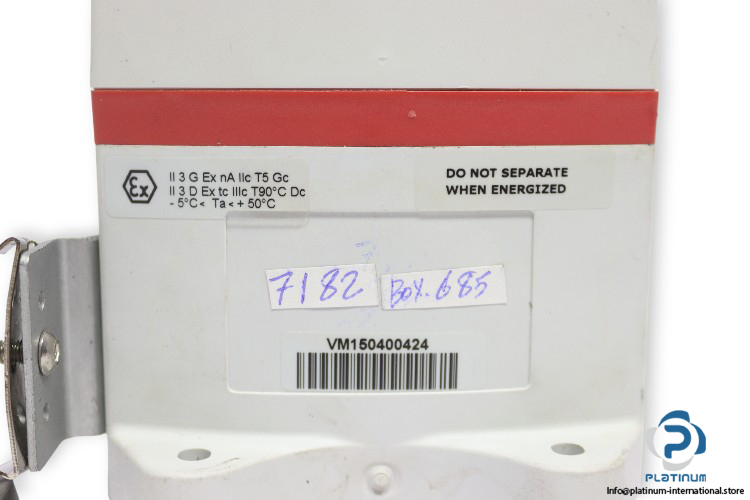 Ex
II 3 G Ex nA IIc T5 Gc
II 3 D Ex tc IIIc T90°C Dc
- 5°C < Ta < + 50°C
DO NOT SEPARATE
WHEN ENERGIZED
7182
BOX.685
VM150400424
PLATINUM
Info@platinum-international.store